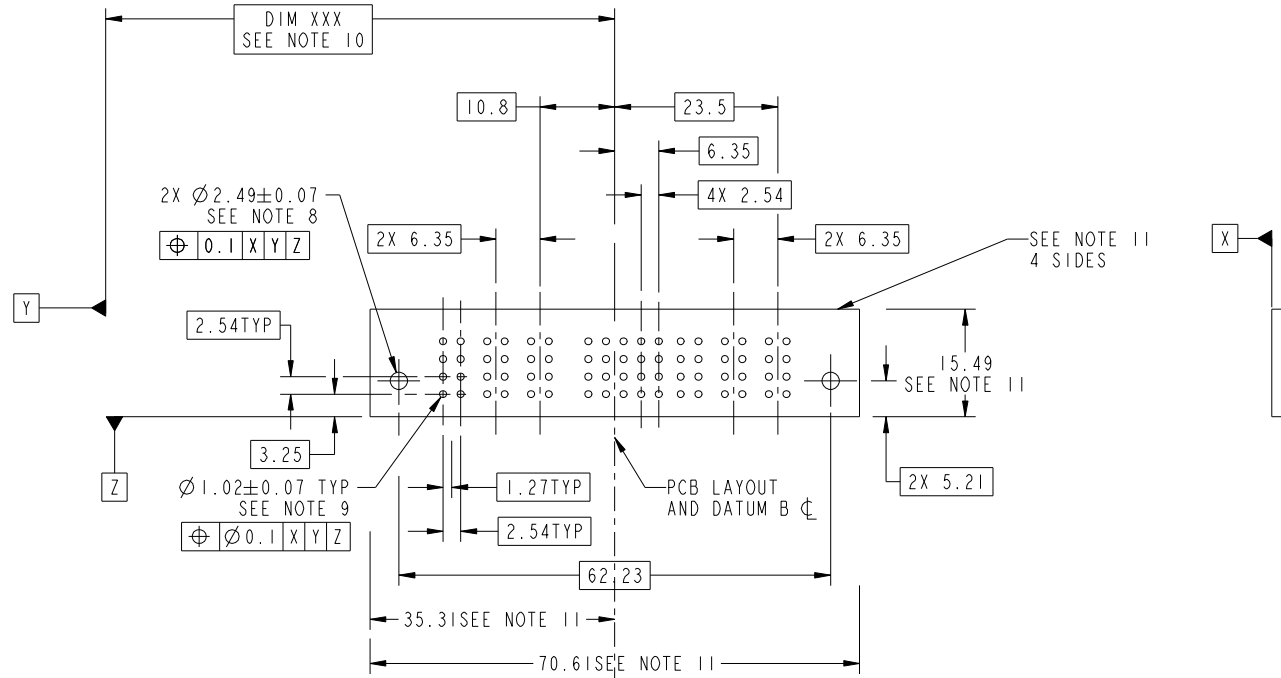 DIM XXX
SEE NOTE 10
10.8
23.5
6.35
4X 2.54
2X ⌀2.49±0.07
SEE NOTE 8
⌖ 0.1 X Y Z
2X 6.35
2X 6.35
SEE NOTE 11
4 SIDES
X
Y
2.54TYP
15.49
SEE NOTE 11
3.25
Z
⌀1.02±0.07 TYP
SEE NOTE 9
⌖ ⌀0.1 X Y Z
1.27TYP
2.54TYP
PCB LAYOUT
AND DATUM B ℄
2X 5.21
62.23
35.31SEE NOTE 11
70.61SEE NOTE 11